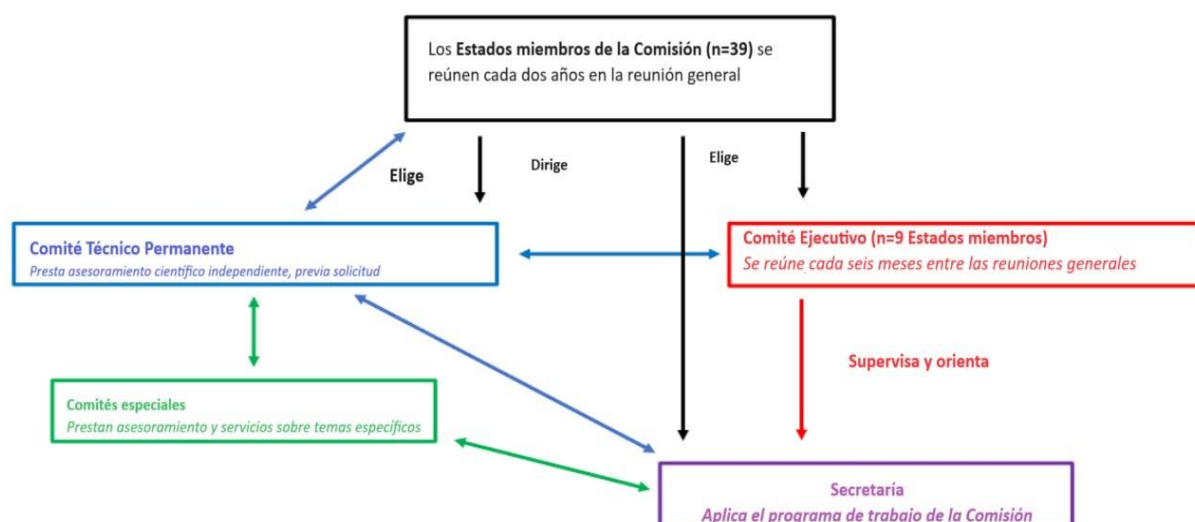 Los Estados miembros de la Comisión (n=39) se
reúnen cada dos años en la reunión general
Elige
Dirige
Elige
Comité Técnico Permanente
Presta asesoramiento científico independiente, previa solicitud
Comité Ejecutivo (n=9 Estados miembros)
Se reúne cada seis meses entre las reuniones generales
Supervisa y orienta
Comités especiales
Prestan asesoramiento y servicios sobre temas específicos
Secretaría
Aplica el programa de trabajo de la Comisión